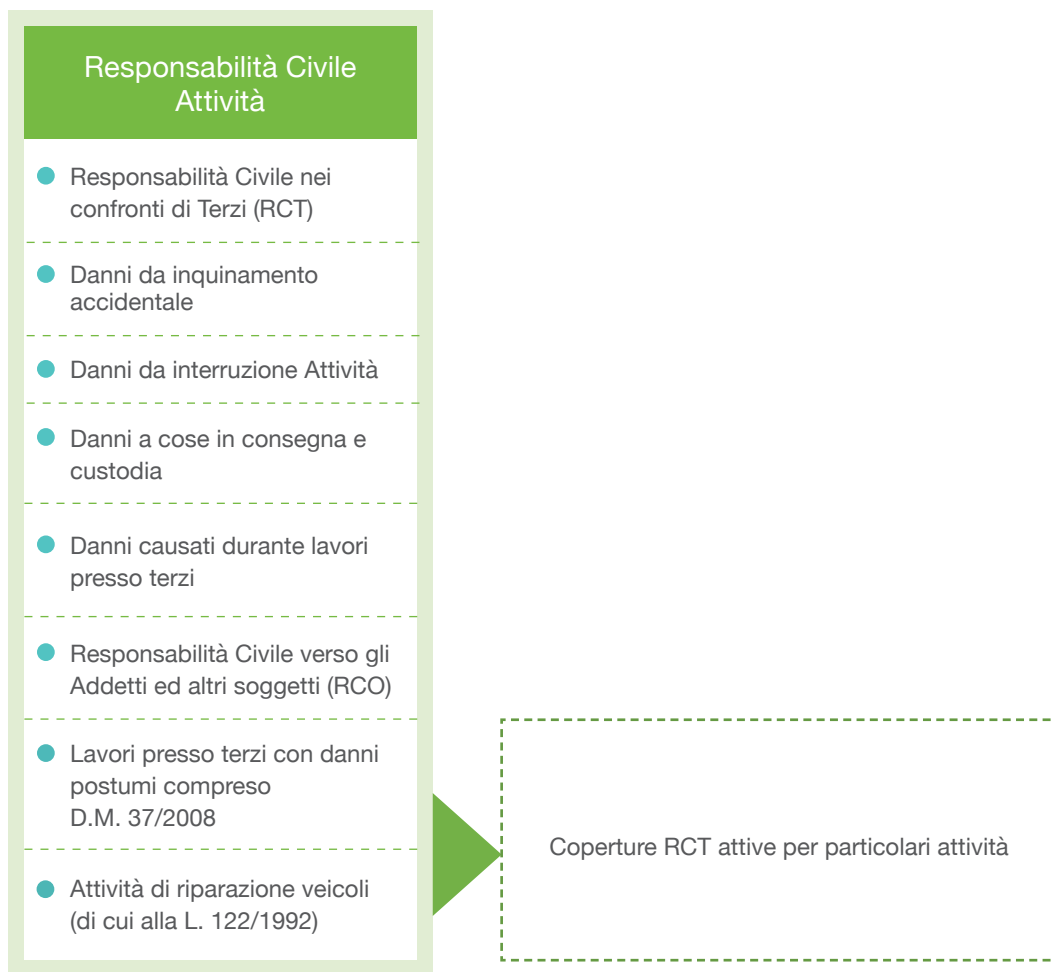 Responsabilità Civile
Attività
Responsabilità Civile nei
confronti di Terzi (RCT)
Danni da inquinamento
accidentale
Danni da interruzione Attività
Danni a cose in consegna e
custodia
Danni causati durante lavori
presso terzi
Responsabilità Civile verso gli
Addetti ed altri soggetti (RCO)
Lavori presso terzi con danni
postumi compreso
D.M. 37/2008
Attività di riparazione veicoli
(di cui alla L. 122/1992)
Coperture RCT attive per particolari attività